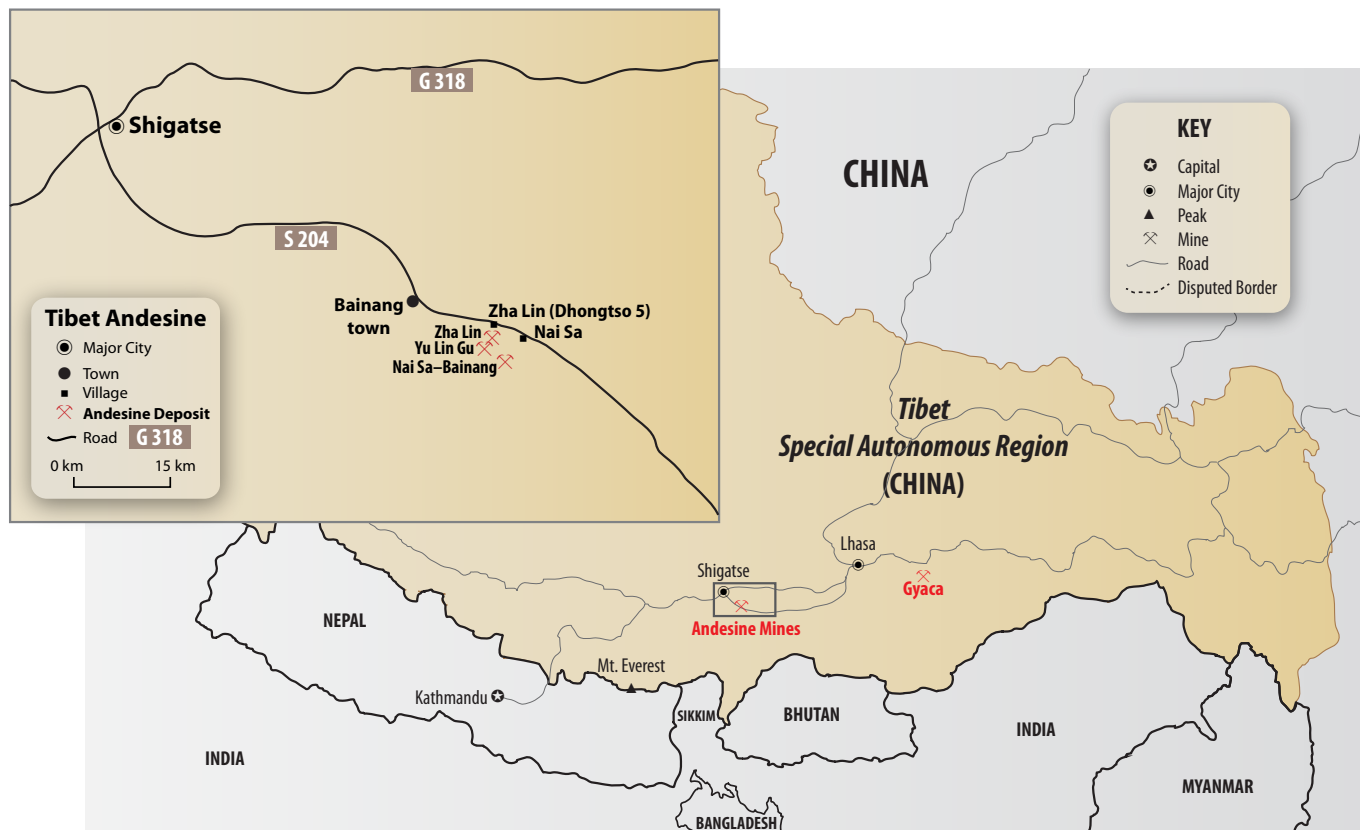 G 318
Shigatse
S 204
Bainang
town
Zha Lin (Dhongtso 5)
Zha Lin
Nai Sa
Yu Lin Gu
Nai Sa–Bainang
Tibet Andesine
Major City
Town
Village
Andesine Deposit
Road G 318
0 km 15 km
CHINA
KEY
Capital
Major City
Peak
Mine
Road
Disputed Border
Tibet
Special Autonomous Region
(CHINA)
Lhasa
Shigatse
Gyaca
Andesine Mines
NEPAL
Mt. Everest
Kathmandu
SIKKIM
BHUTAN
INDIA
INDIA
MYANMAR
BANGLADESH